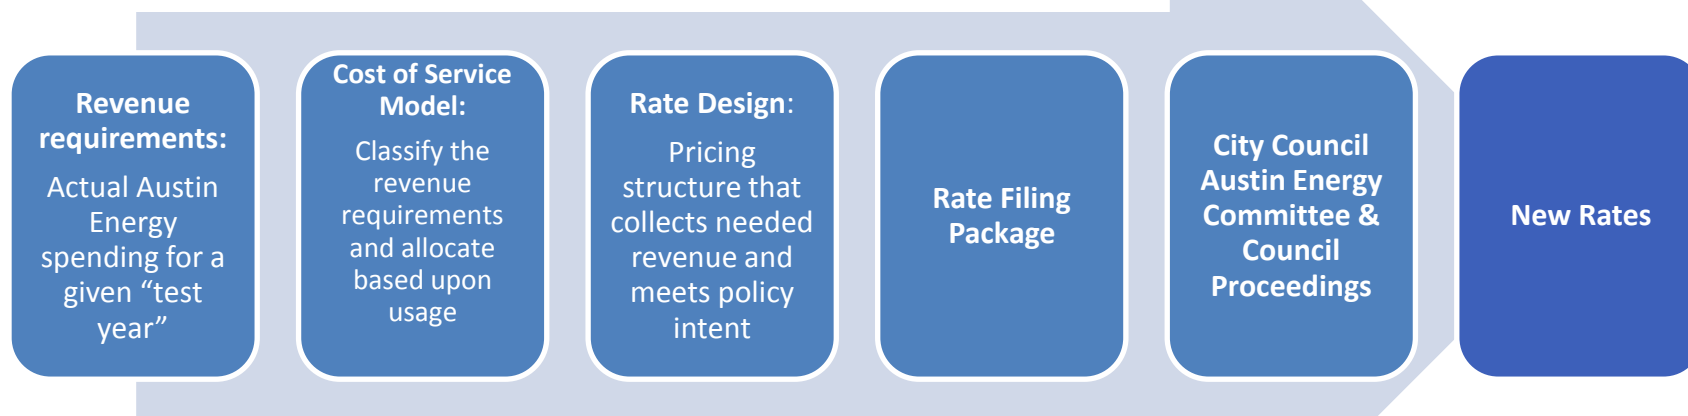 Revenue
requirements:
Actual Austin
Energy
spending for a
given “test
year”
Cost of Service
Model:
Classify the
revenue
requirements
and allocate
based upon
usage
Rate Design:
Pricing
structure that
collects needed
revenue and
meets policy
intent
Rate Filing
Package
City Council
Austin Energy
Committee &
Council
Proceedings
New Rates